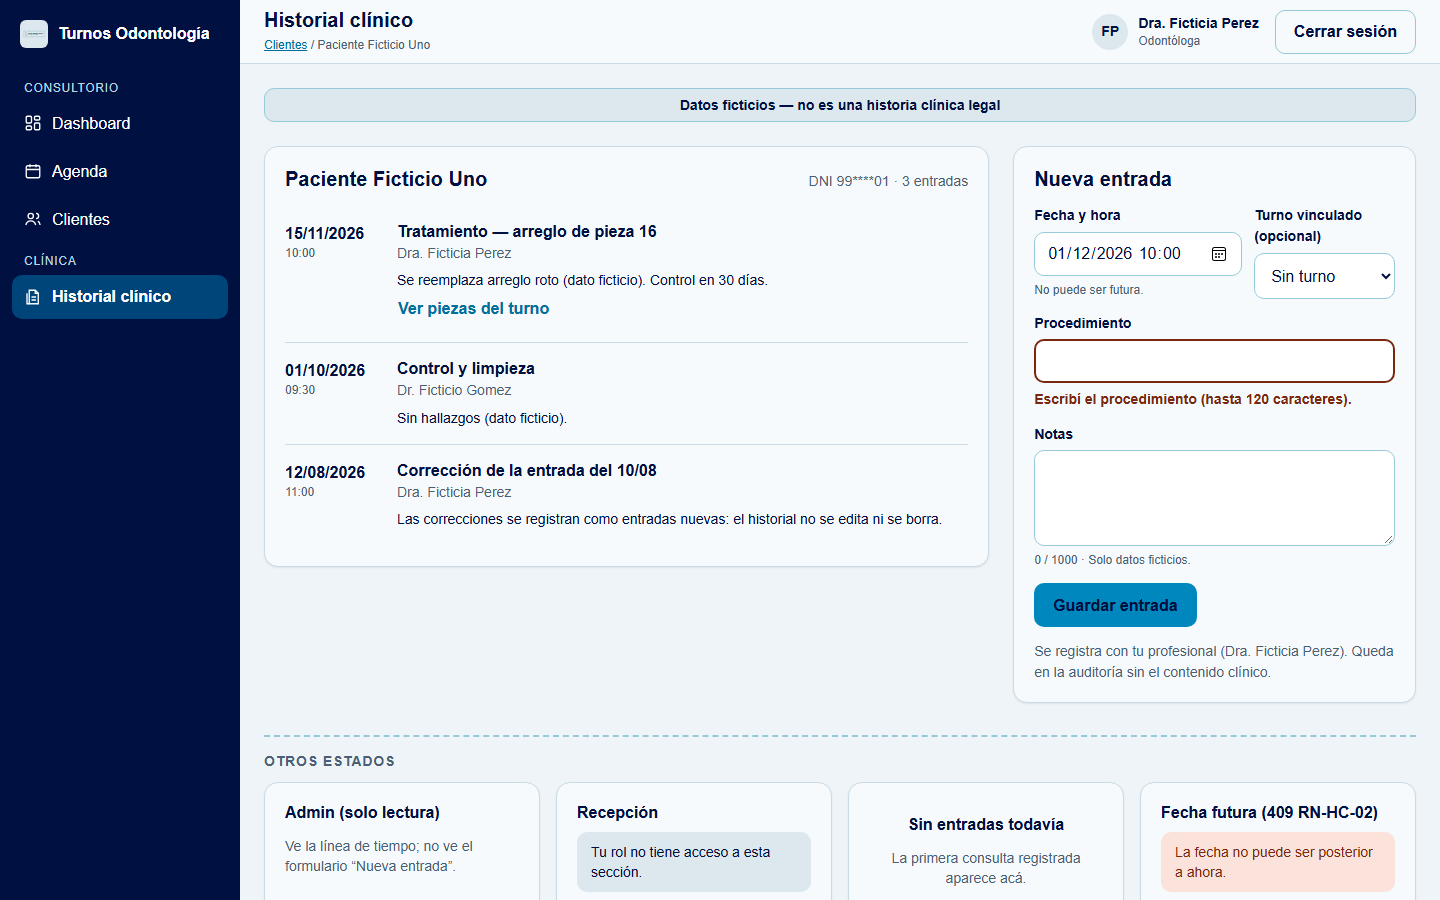 Turnos Odontología
CONSULTORIO
Dashboard
Agenda
Clientes
CLÍNICA
Historial clínico
Historial clínico
Clientes / Paciente Ficticio Uno
FP
Dra. Ficticia Perez
Odontóloga
Cerrar sesión
Datos ficticios — no es una historia clínica legal
Paciente Ficticio Uno
DNI 99****01 · 3 entradas
15/11/2026
10:00
Tratamiento — arreglo de pieza 16
Dra. Ficticia Perez
Se reemplaza arreglo roto (dato ficticio). Control en 30 días.
Ver piezas del turno
01/10/2026
09:30
Control y limpieza
Dr. Ficticio Gomez
Sin hallazgos (dato ficticio).
12/08/2026
11:00
Corrección de la entrada del 10/08
Dra. Ficticia Perez
Las correcciones se registran como entradas nuevas: el historial no se edita ni se borra.
Nueva entrada
Fecha y hora
01/12/2026 10:00
No puede ser futura.
Turno vinculado
(opcional)
Sin turno
Procedimiento
Escribí el procedimiento (hasta 120 caracteres).
Notas
0 / 1000 · Solo datos ficticios.
Guardar entrada
Se registra con tu profesional (Dra. Ficticia Perez). Queda
en la auditoría sin el contenido clínico.
OTROS ESTADOS
Admin (solo lectura)
Ve la línea de tiempo; no ve el
formulario “Nueva entrada”.
Recepción
Tu rol no tiene acceso a esta
sección.
Sin entradas todavía
La primera consulta registrada
aparece acá.
Fecha futura (409 RN-HC-02)
La fecha no puede ser posterior
a ahora.